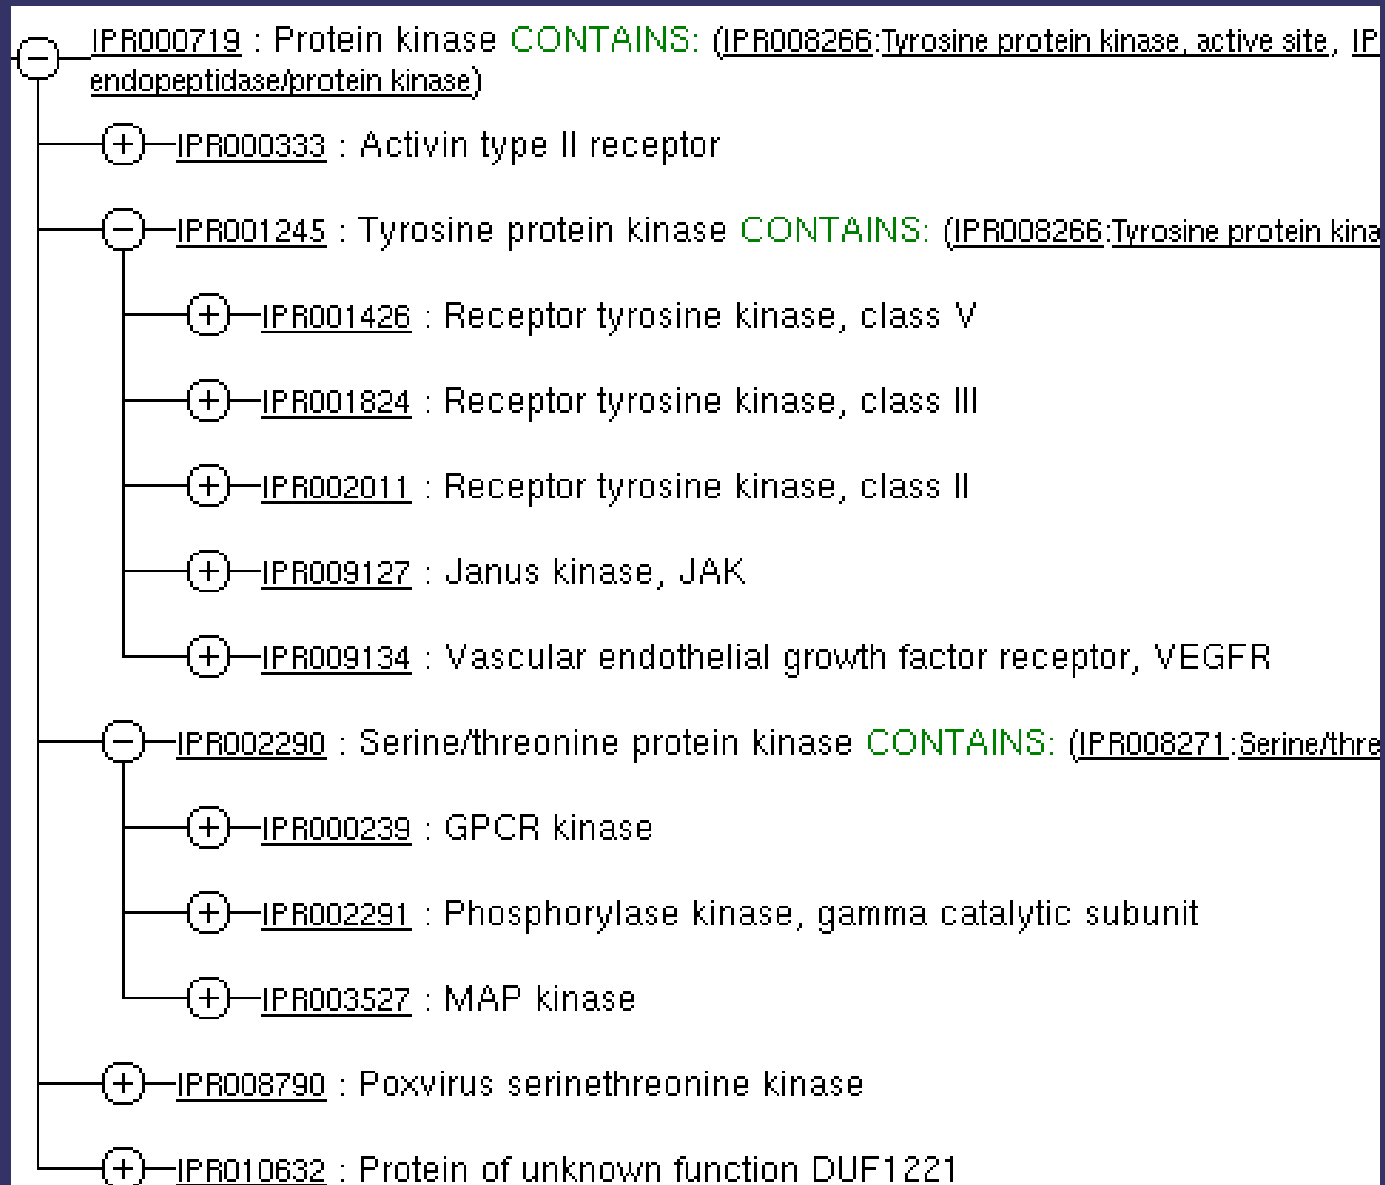 IPR000719 : Protein kinase CONTAINS: (IPR008266:Tyrosine protein kinase, active site, IP
endopeptidase/protein kinase)
IPR000333 : Activin type II receptor
IPR001245 : Tyrosine protein kinase CONTAINS: (IPR008266:Tyrosine protein kina
IPR001426 : Receptor tyrosine kinase, class V
IPR001824 : Receptor tyrosine kinase, class III
IPR002011 : Receptor tyrosine kinase, class II
IPR009127 : Janus kinase, JAK
IPR009134 : Vascular endothelial growth factor receptor, VEGFR
IPR002290 : Serine/threonine protein kinase CONTAINS: (IPR008271:Serine/thre
IPR000239 : GPCR kinase
IPR002291 : Phosphorylase kinase, gamma catalytic subunit
IPR003527 : MAP kinase
IPR008790 : Poxvirus serinethreonine kinase
IPR010632 : Protein of unknown function DUF1221